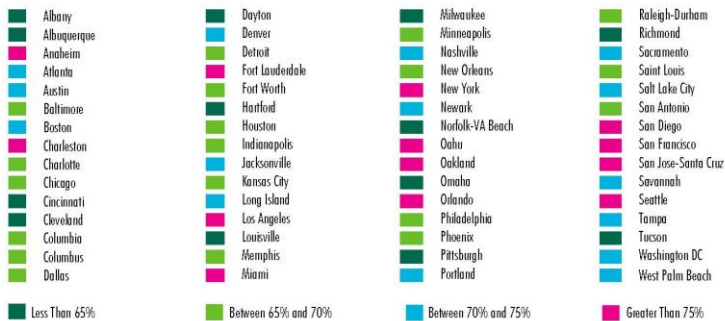 Albany
Albuquerque
Anaheim
Atlanta
Austin
Baltimore
Boston
Charleston
Charlotte
Chicago
Cincinnati
Cleveland
Columbia
Columbus
Dallas
Dayton
Denver
Detroit
Fort Lauderdale
Fort Worth
Hartford
Houston
Indianapolis
Jacksonville
Kansas City
Long Island
Los Angeles
Louisville
Memphis
Miami
Milwaukee
Minneapolis
Nashville
New Orleans
New York
Newark
Norfolk-VA Beach
Oahu
Oakland
Omaha
Orlando
Philadelphia
Phoenix
Pittsburgh
Portland
Raleigh-Durham
Richmond
Sacramento
Saint Louis
Salt Lake City
San Antonio
San Diego
San Francisco
San Jose-Santa Cruz
Savannah
Seattle
Tampa
Tucson
Washington DC
West Palm Beach
Less Than 65%
Between 65% and 70%
Between 70% and 75%
Greater Than 75%